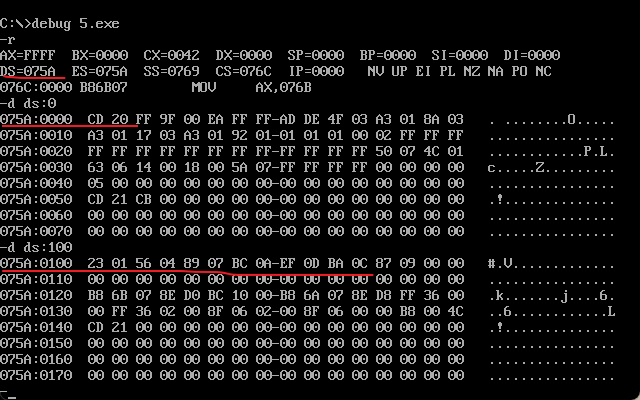 C:\>debug 5.exe
-r
AX=FFFF BX=0000 CX=0042 DX=0000 SP=0000 BP=0000 SI=0000 DI=0000
DS=075A ES=075A SS=0769 CS=076C IP=0000 NV UP EI PL NZ NA PO NC
076C:0000 B86B07 MOV AX,076B
-d ds:0
075A:0000 CD 20 FF 9F 00 EA FF FF-AD DE 4F 03 A3 01 8A 03 . ........O.....
075A:0010 A3 01 17 03 A3 01 92 01-01 01 01 00 02 FF FF FF ................
075A:0020 FF FF FF FF FF FF FF FF-FF FF FF FF 50 07 4C 01 ............P.L.
075A:0030 63 06 14 00 18 00 5A 07-FF FF FF FF 00 00 00 00 c.....Z.........
075A:0040 05 00 00 00 00 00 00 00-00 00 00 00 00 00 00 00 ................
075A:0050 CD 21 CB 00 00 00 00 00-00 00 00 00 00 00 00 00 .!..............
075A:0060 00 00 00 00 00 00 00 00-00 00 00 00 00 00 00 00 ................
075A:0070 00 00 00 00 00 00 00 00-00 00 00 00 00 00 00 00 ................
-d ds:100
075A:0100 23 01 56 04 89 07 BC 0A-EF 0D BA 0C 87 09 00 00 #.V.............
075A:0110 00 00 00 00 00 00 00 00-00 00 00 00 00 00 00 00 ................
075A:0120 B8 6B 07 8E D0 BC 10 00-B8 6A 07 8E D8 FF 36 00 .k.......j....6.
075A:0130 00 FF 36 02 00 8F 06 02-00 8F 06 00 00 B8 00 4C ..6............L
075A:0140 CD 21 00 00 00 00 00 00-00 00 00 00 00 00 00 00 .!..............
075A:0150 00 00 00 00 00 00 00 00-00 00 00 00 00 00 00 00 ................
075A:0160 00 00 00 00 00 00 00 00-00 00 00 00 00 00 00 00 ................
075A:0170 00 00 00 00 00 00 00 00-00 00 00 00 00 00 00 00 ................
-